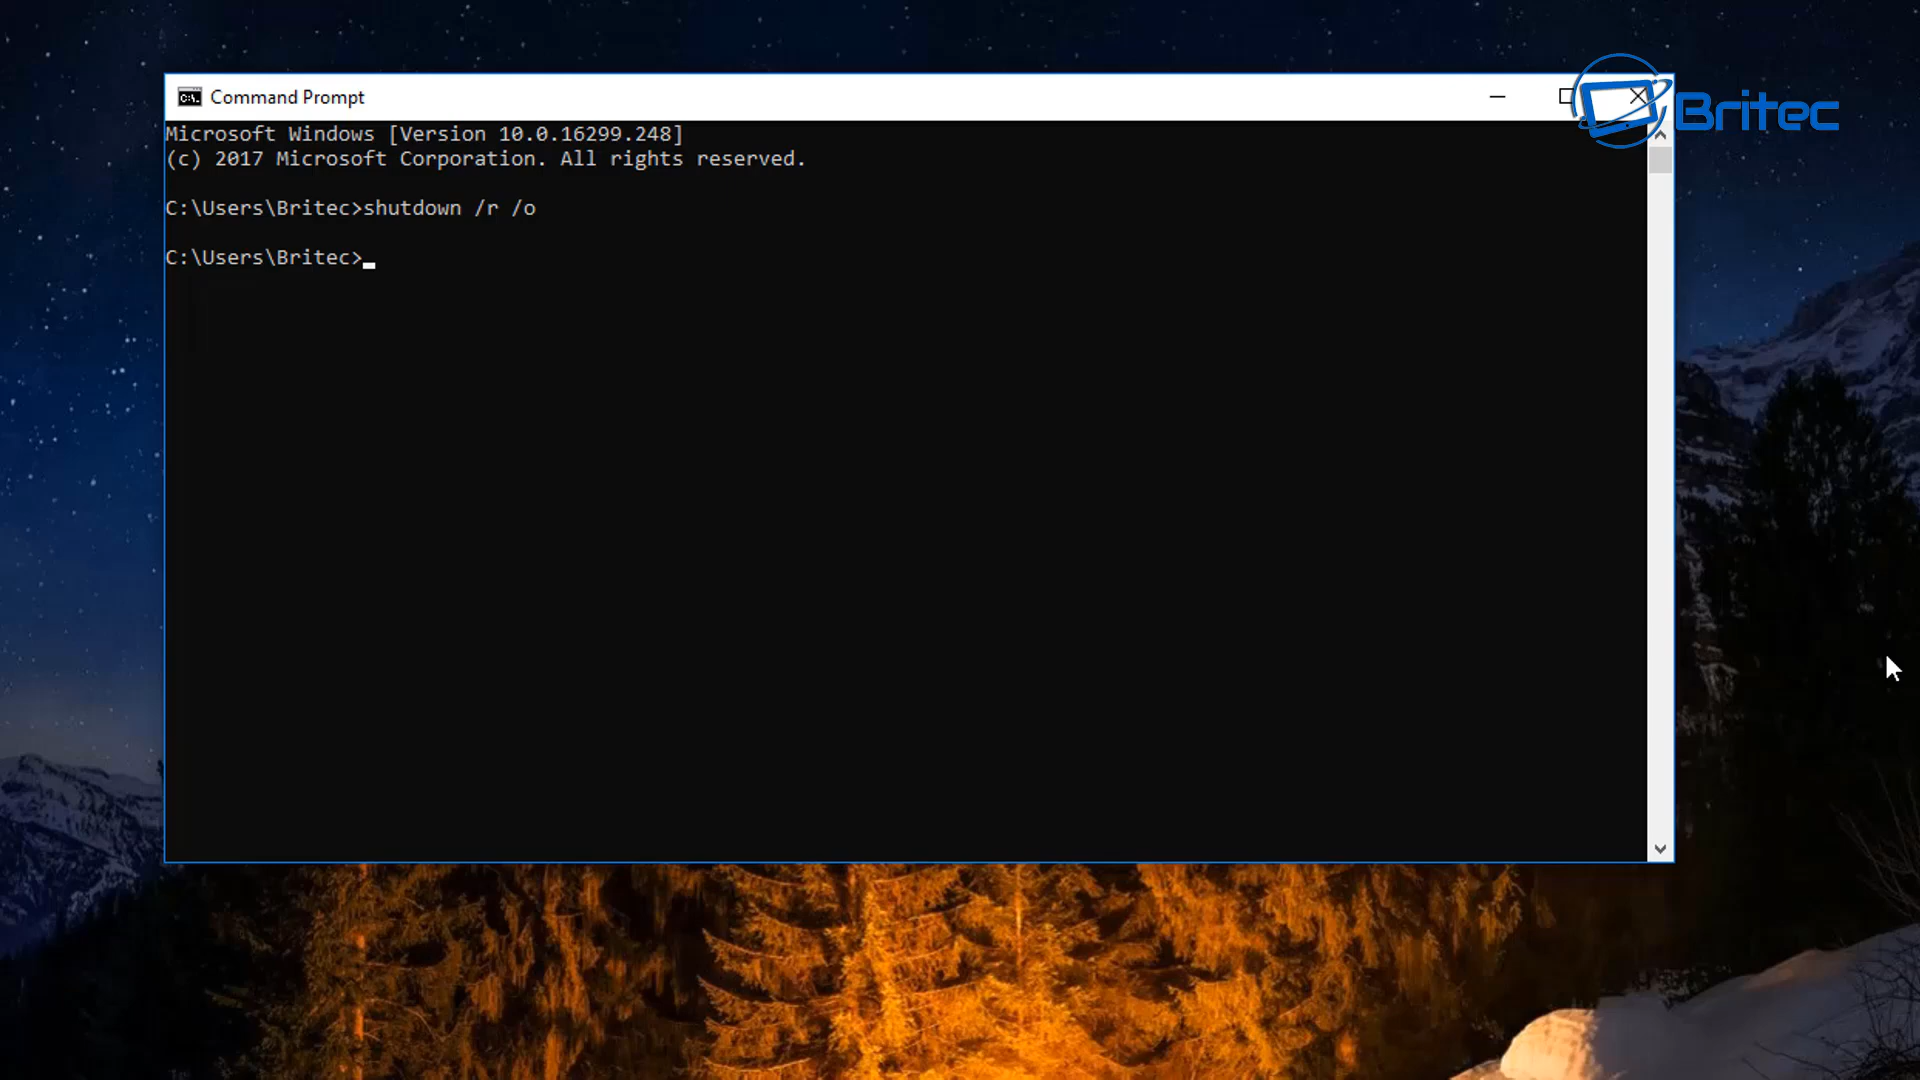 Britec
Command Prompt
Microsoft Windows [Version 10.0.16299.248]
(c) 2017 Microsoft Corporation. All rights reserved.
C:\Users\Britec>shutdown /r /o
C:\Users\Britec>